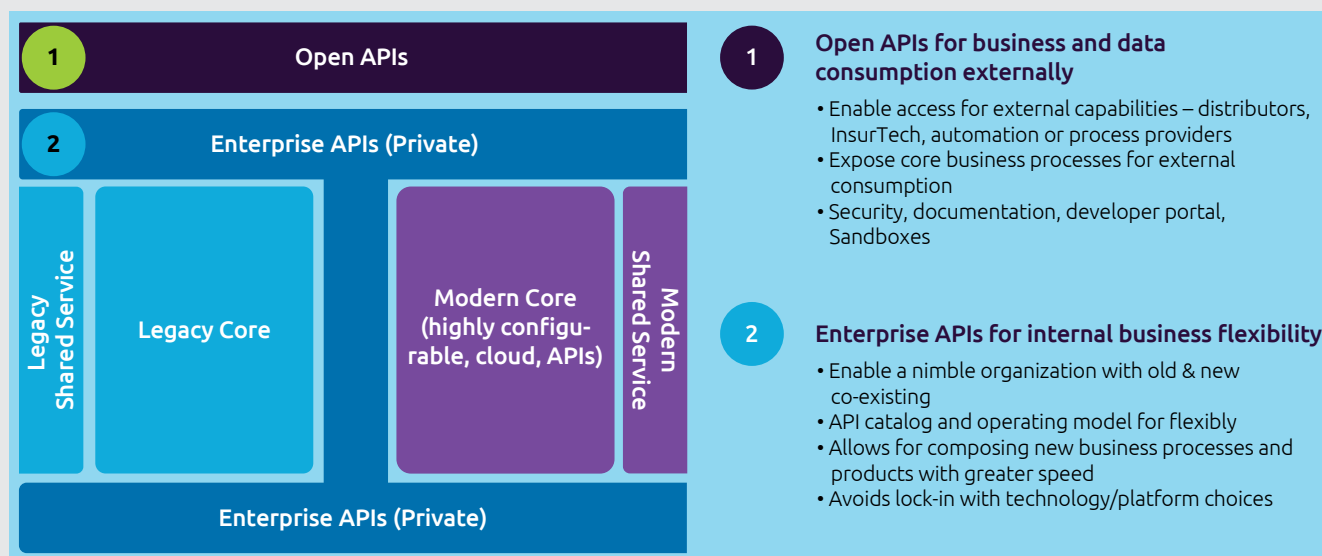 1
Open APIs
2
Enterprise APIs (Private)
Legacy
Shared Service
Legacy Core
Modern Core
(highly configu-
rable, cloud, APIs)
Modern
Shared Service
Enterprise APIs (Private)
1
Open APIs for business and data
consumption externally
• Enable access for external capabilities – distributors,
InsurTech, automation or process providers
• Expose core business processes for external
consumption
• Security, documentation, developer portal,
Sandboxes
2
Enterprise APIs for internal business flexibility
• Enable a nimble organization with old & new
co-existing
• API catalog and operating model for flexibly
• Allows for composing new business processes and
products with greater speed
• Avoids lock-in with technology/platform choices